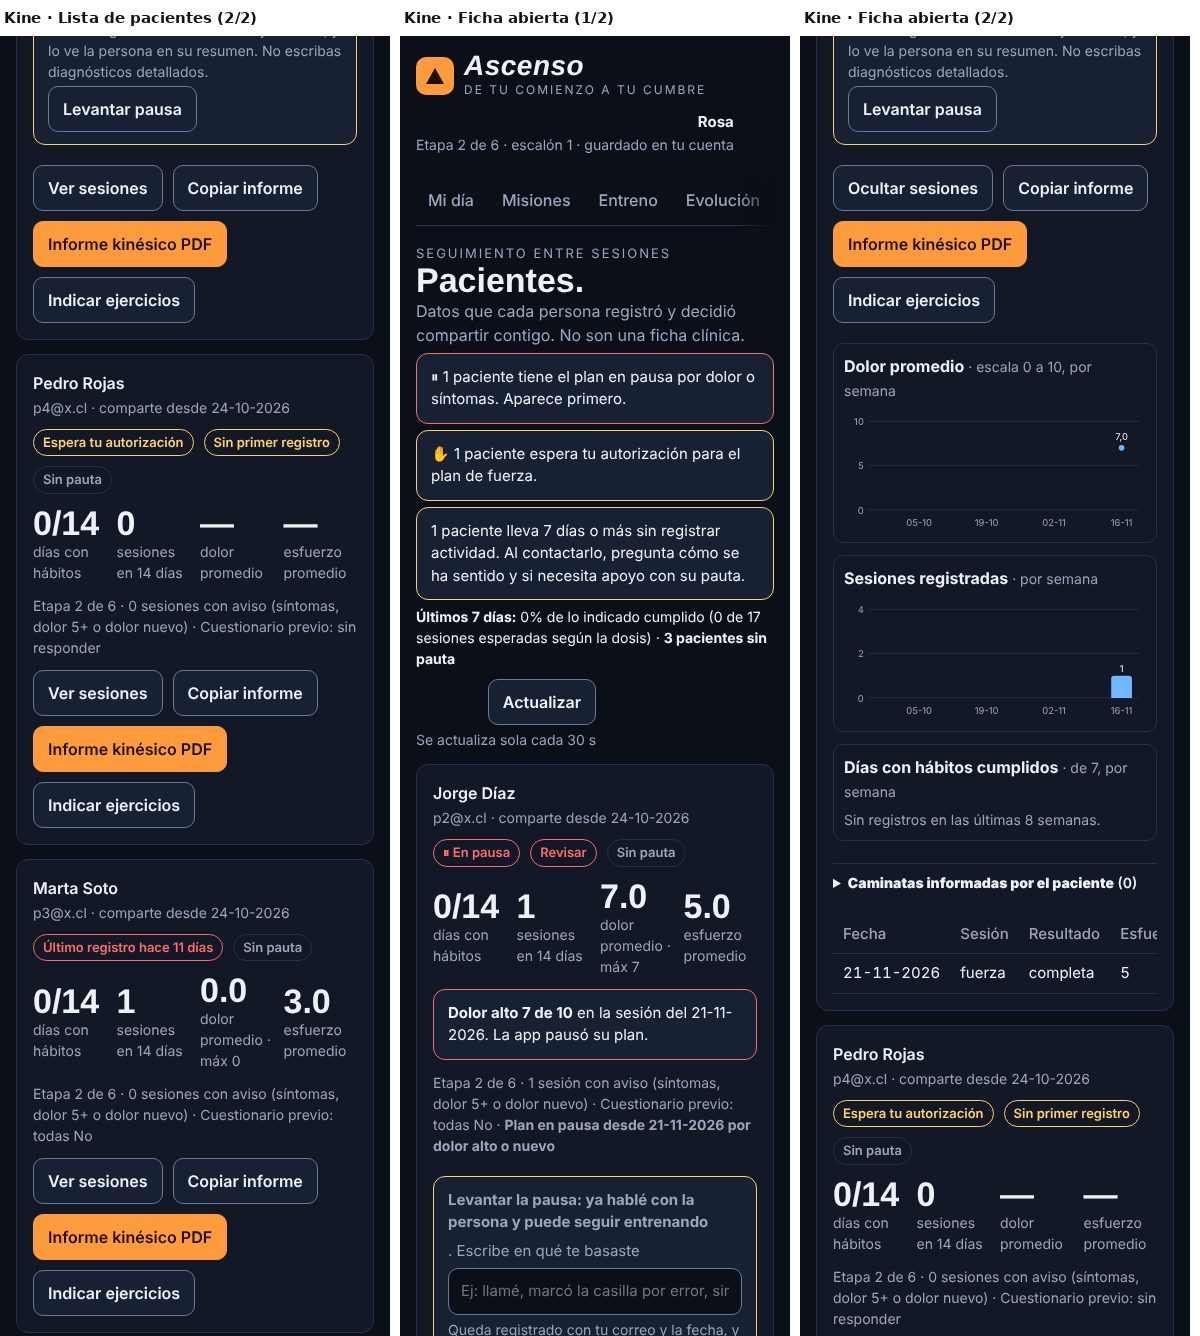 Kine · Lista de pacientes (2/2)
lo ve la persona en su resumen. No escribas
diagnósticos detallados.
Levantar pausa
Ver sesiones
Copiar informe
Informe kinésico PDF
Indicar ejercicios
Pedro Rojas
p4@x.cl · comparte desde 24-10-2026
Espera tu autorización
Sin primer registro
Sin pauta
0/14
días con
hábitos
0
sesiones
en 14 días
—
dolor
promedio
—
esfuerzo
promedio
Etapa 2 de 6 · 0 sesiones con aviso (síntomas,
dolor 5+ o dolor nuevo) · Cuestionario previo: sin
responder
Ver sesiones
Copiar informe
Informe kinésico PDF
Indicar ejercicios
Marta Soto
p3@x.cl · comparte desde 24-10-2026
Último registro hace 11 días
Sin pauta
0/14
días con
hábitos
1
sesiones
en 14 días
0.0
dolor
promedio ·
máx 0
3.0
esfuerzo
promedio
Etapa 2 de 6 · 0 sesiones con aviso (síntomas,
dolor 5+ o dolor nuevo) · Cuestionario previo:
todas No
Ver sesiones
Copiar informe
Informe kinésico PDF
Indicar ejercicios
Kine · Ficha abierta (1/2)
Ascenso
DE TU COMIENZO A TU CUMBRE
Rosa
Etapa 2 de 6 · escalón 1 · guardado en tu cuenta
Mi día
Misiones
Entreno
Evolución
SEGUIMIENTO ENTRE SESIONES
Pacientes.
Datos que cada persona registró y decidió
compartir contigo. No son una ficha clínica.
⏸ 1 paciente tiene el plan en pausa por dolor o
síntomas. Aparece primero.
✋ 1 paciente espera tu autorización para el
plan de fuerza.
1 paciente lleva 7 días o más sin registrar
actividad. Al contactarlo, pregunta cómo se
ha sentido y si necesita apoyo con su pauta.
Últimos 7 días: 0% de lo indicado cumplido (0 de 17
sesiones esperadas según la dosis) · 3 pacientes sin
pauta
Actualizar
Se actualiza sola cada 30 s
Jorge Díaz
p2@x.cl · comparte desde 24-10-2026
⏸ En pausa
Revisar
Sin pauta
0/14
días con
hábitos
1
sesiones
en 14 días
7.0
dolor
promedio ·
máx 7
5.0
esfuerzo
promedio
Dolor alto 7 de 10 en la sesión del 21-11-
2026. La app pausó su plan.
Etapa 2 de 6 · 1 sesión con aviso (síntomas,
dolor 5+ o dolor nuevo) · Cuestionario previo:
todas No · Plan en pausa desde 21-11-2026 por
dolor alto o nuevo
Levantar la pausa: ya hablé con la
persona y puede seguir entrenando
. Escribe en qué te basaste
Ej: llamé, marcó la casilla por error, sir
Queda registrado con tu correo y la fecha, y
Kine · Ficha abierta (2/2)
lo ve la persona en su resumen. No escribas
diagnósticos detallados.
Levantar pausa
Ocultar sesiones
Copiar informe
Informe kinésico PDF
Indicar ejercicios
Dolor promedio · escala 0 a 10, por
semana
10
7,0
5
0
05-10
19-10
02-11
16-11
Sesiones registradas · por semana
4
2
1
0
05-10
19-10
02-11
16-11
Días con hábitos cumplidos · de 7, por
semana
Sin registros en las últimas 8 semanas.
▶ Caminatas informadas por el paciente (0)
Fecha
Sesión
Resultado
Esfue
21-11-2026
fuerza
completa
5
Pedro Rojas
p4@x.cl · comparte desde 24-10-2026
Espera tu autorización
Sin primer registro
Sin pauta
0/14
días con
hábitos
0
sesiones
en 14 días
—
dolor
promedio
—
esfuerzo
promedio
Etapa 2 de 6 · 0 sesiones con aviso (síntomas,
dolor 5+ o dolor nuevo) · Cuestionario previo: sin
responder